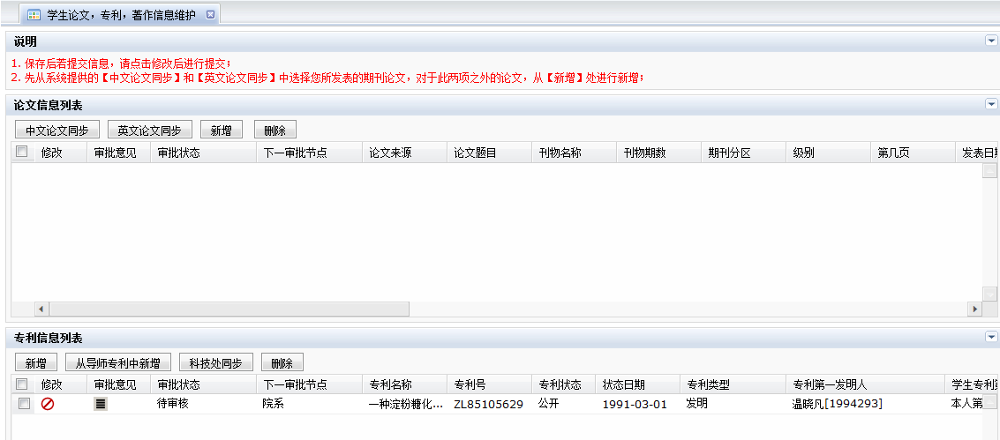 学生论文，专利，著作信息维护
说明
1. 保存后若提交信息，请点击修改后进行提交；
2. 先从系统提供的【中文论文同步】和【英文论文同步】中选择您所发表的期刊论文，对于此两项之外的论文，从【新增】处进行新增；
论文信息列表
中文论文同步 英文论文同步 新增 删除
修改 审批意见 审批状态 下一审批节点 论文来源 论文题目 刊物名称 刊物期数 期刊分区 级别 第几页 发表日期
专利信息列表
新增 从导师专利中新增 科技处同步 删除
修改 审批意见 审批状态 下一审批节点 专利名称 专利号 专利状态 状态日期 专利类型 专利第一发明人 学生专利第
待审核 院系 一种淀粉糖化... ZL85105629 公开 1991-03-01 发明 温晓凡[1994293] 本人第